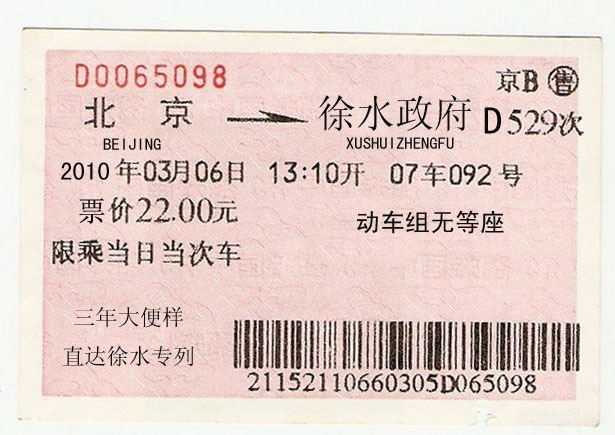 D0065098
京B 售
北京 徐水政府 D529次
BEIJING XUSHUIZHENGFU
2010年03月06日 13:10开 07车092号
票价22.00元
动车组无等座
限乘当日当次车
三年大便样
直达徐水专列
21152110660305D065098